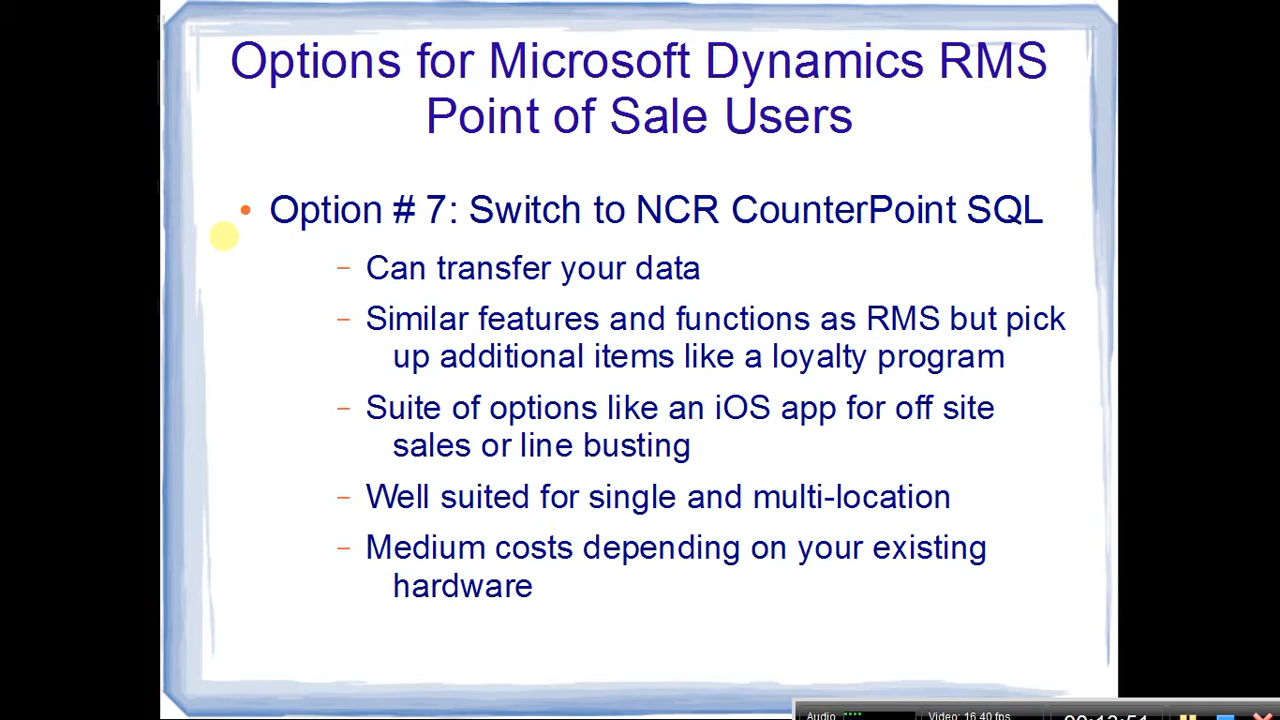 Options for Microsoft Dynamics RMS
Point of Sale Users
• Option # 7: Switch to NCR CounterPoint SQL
– Can transfer your data
– Similar features and functions as RMS but pick
up additional items like a loyalty program
– Suite of options like an iOS app for off site
sales or line busting
– Well suited for single and multi-location
– Medium costs depending on your existing
hardware
Audio Video: 16.40 fps 00:13:51